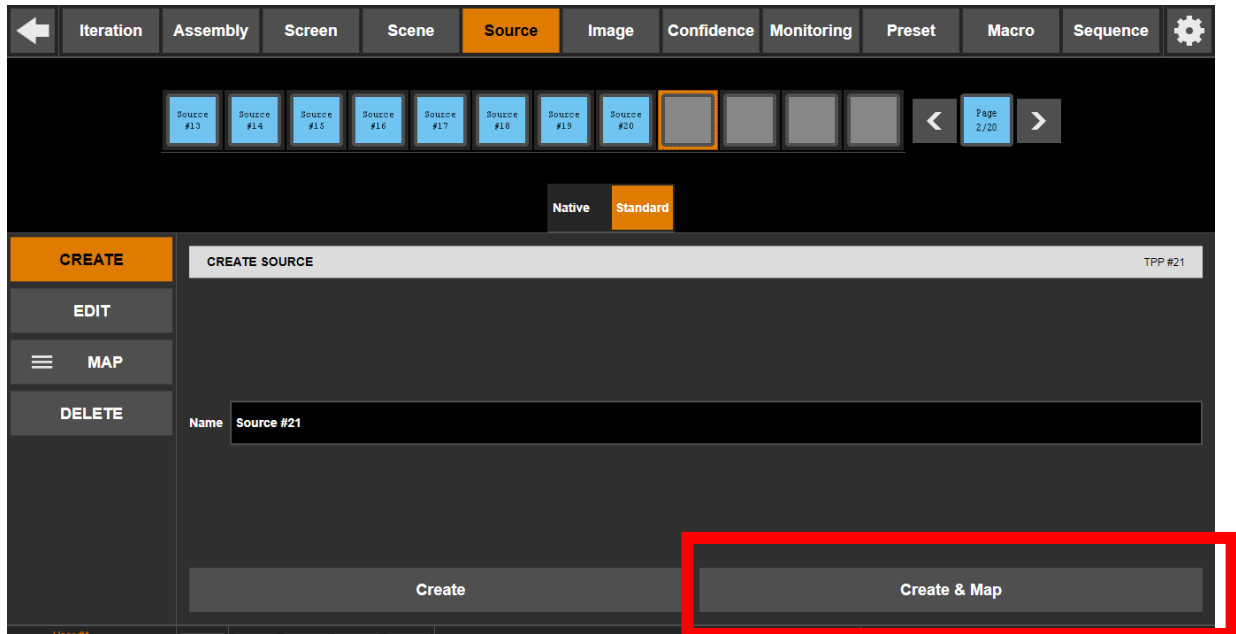 Iteration Assembly Screen Scene Source Image Confidence Monitoring Preset Macro Sequence
Source Source Source Source Source Source Source Source Page
#13 #14 #15 #16 #17 #18 #19 #20 2/20
Native Standard
CREATE
CREATE SOURCE TPP #21
EDIT
MAP
DELETE
Name Source #21
Create Create & Map